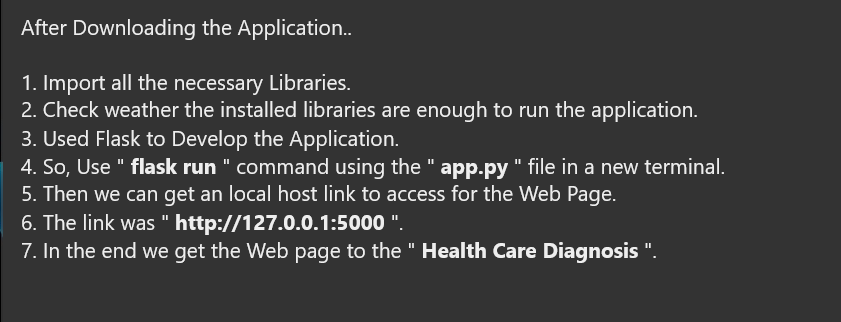 After Downloading the Application..
1. Import all the necessary Libraries.
2. Check weather the installed libraries are enough to run the application.
3. Used Flask to Develop the Application.
4. So, Use " flask run " command using the " app.py " file in a new terminal.
5. Then we can get an local host link to access for the Web Page.
6. The link was " http://127.0.0.1:5000 ".
7. In the end we get the Web page to the " Health Care Diagnosis ".